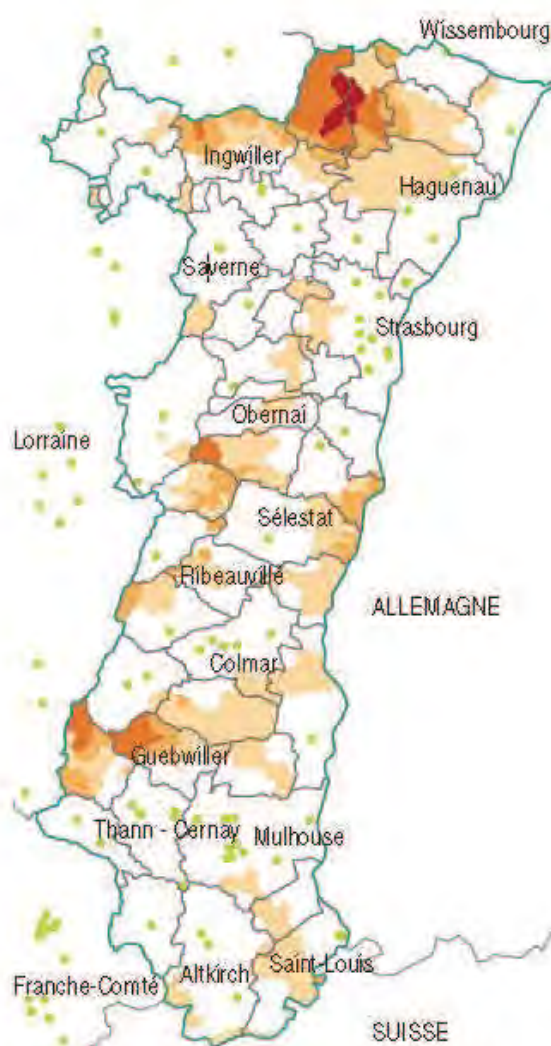 Wissembourg
Ingwiller
Haguenau
Saverne
Strasbourg
Obernai
Lorraine
Sélestat
Ribeauvillé
ALLEMAGNE
Colmar
Guebwiller
Thann - Cernay
Mulhouse
Saint-Louis
Franche-Comté
Altkirch
SUISSE